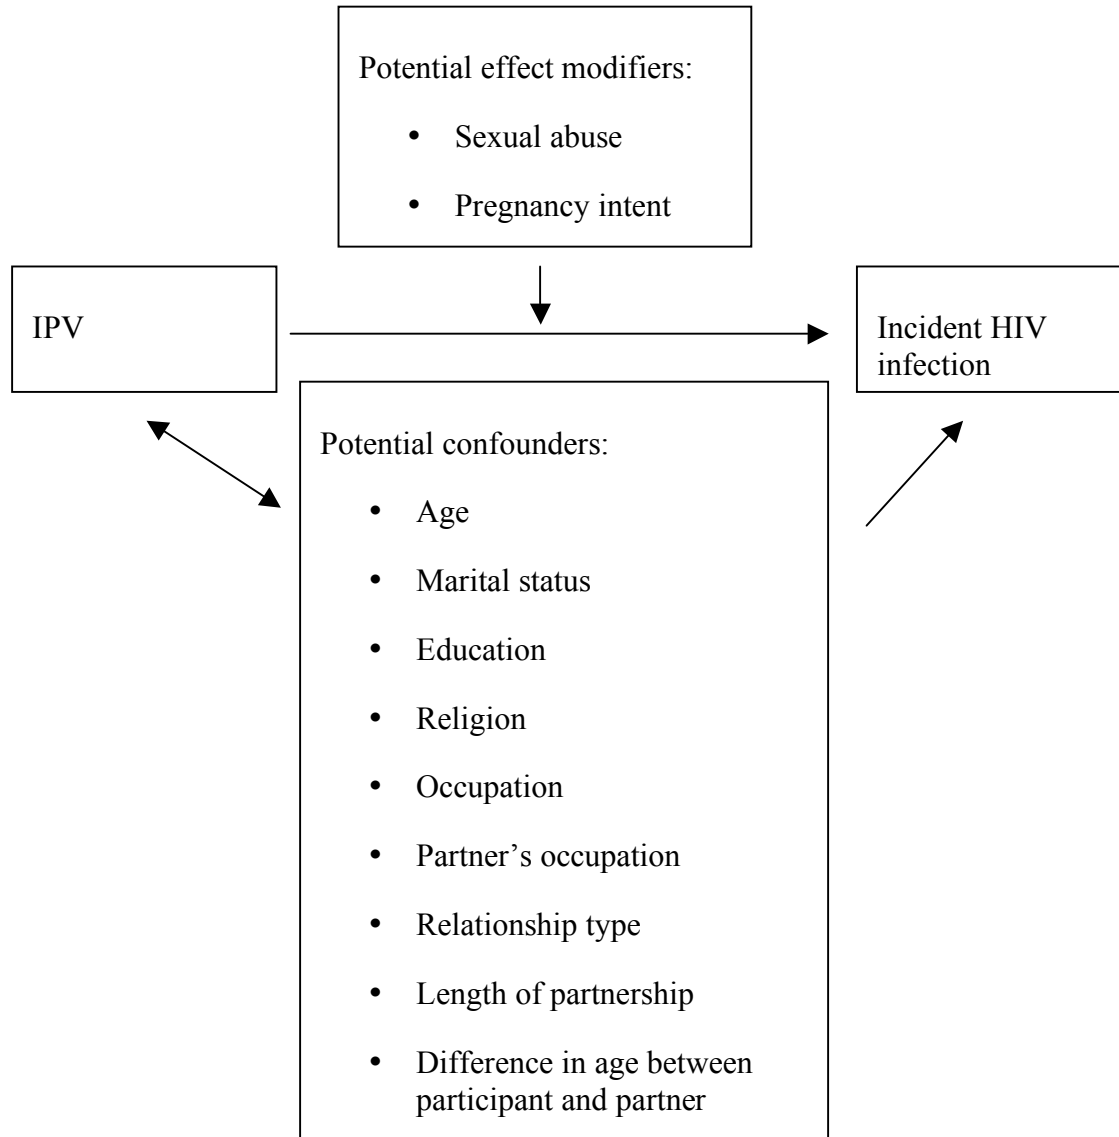 Potential effect modifiers:
• Sexual abuse
• Pregnancy intent
IPV
Incident HIV
infection
Potential confounders:
• Age
• Marital status
• Education
• Religion
• Occupation
• Partner’s occupation
• Relationship type
• Length of partnership
• Difference in age between
participant and partner